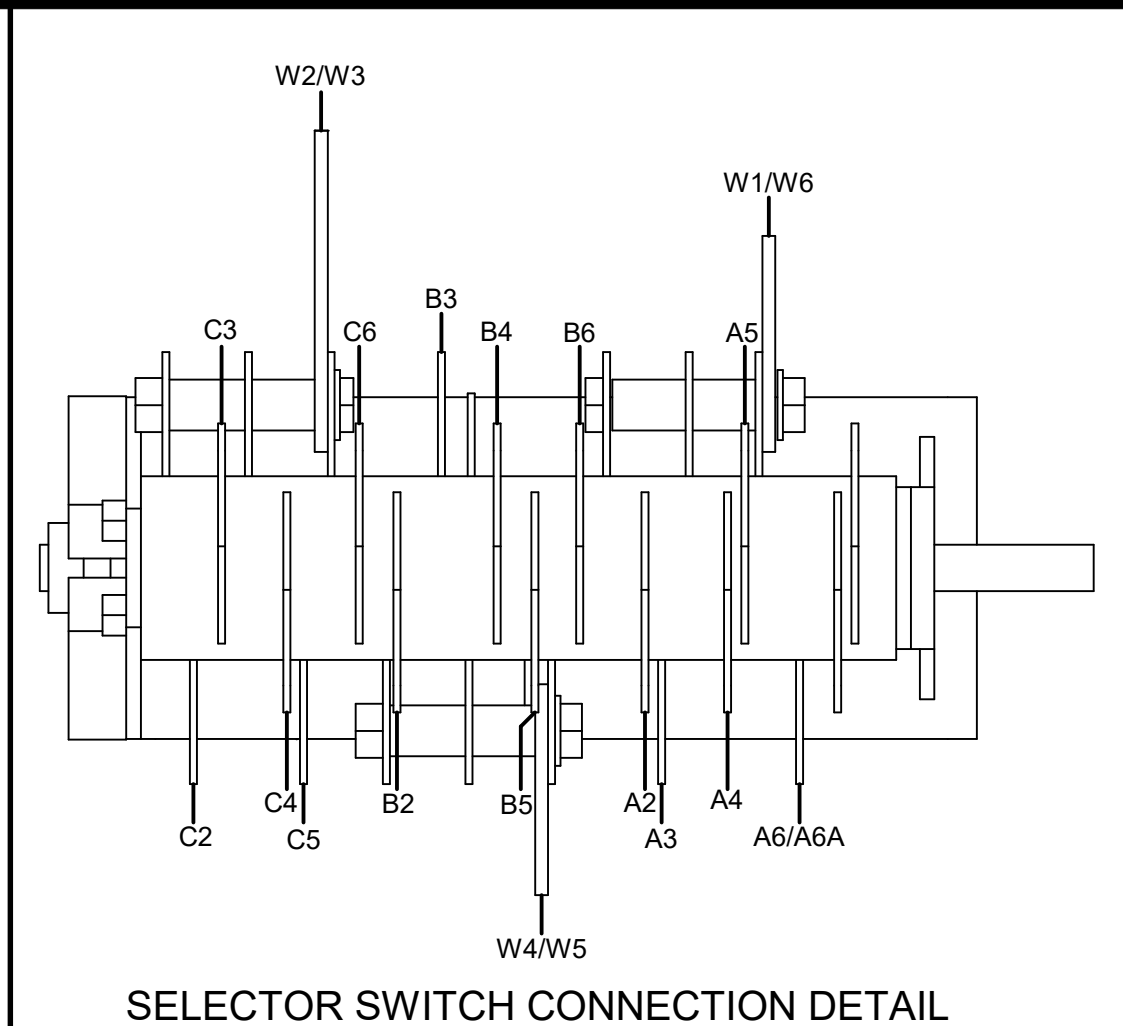 W2/W3
W1/W6
B3
C3
C6
B4
B6
A5
C4
B2
B5
A2
A4
C2
C5
A3
A6/A6A
W4/W5
SELECTOR SWITCH CONNECTION DETAIL